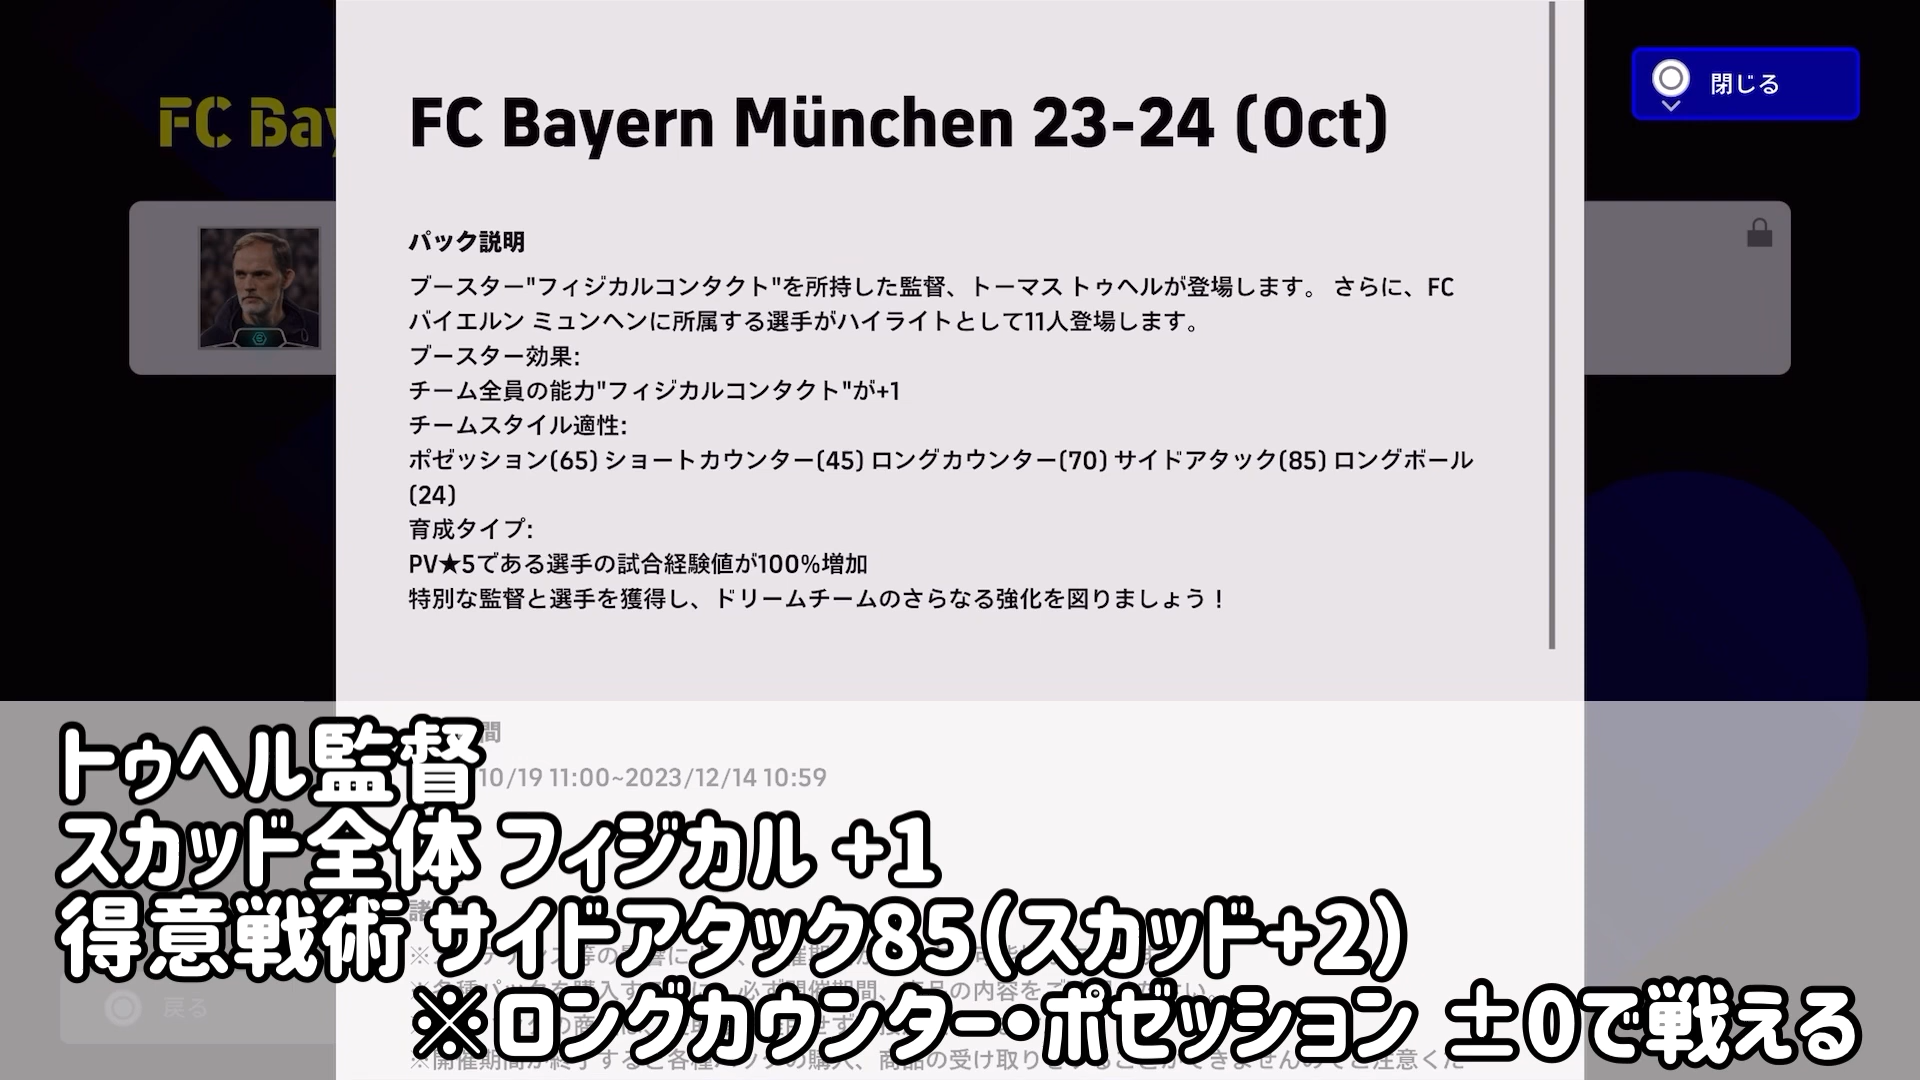 FC Bay
FC Bayern München 23-24 (Oct)
閉じる
パック説明
ブースター"フィジカルコンタクト"を所持した監督、トーマス トゥヘルが登場します。 さらに、FC
バイエルン ミュンヘンに所属する選手がハイライトとして11人登場します。
ブースター効果:
チーム全員の能力"フィジカルコンタクト"が+1
チームスタイル適性:
ポゼッション(65) ショートカウンター(45) ロングカウンター(70) サイドアタック(85) ロングボール
(24)
育成タイプ:
PV★5である選手の試合経験値が100%増加
特別な監督と選手を獲得し、ドリームチームのさらなる強化を図りましょう！
間
トゥヘル監督
10/19 11:00~2023/12/14 10:59
スカッド全体 フィジカル +1
得意戦術 サイドアタック85(スカッド+2)
戻る
※ロングカウンター・ポゼッション ±0で戦える